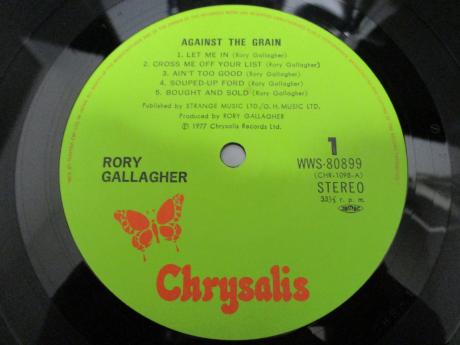 AGAINST THE GRAIN
1. LET ME IN (Rory Gallagher)
2. CROSS ME OFF YOUR LIST (Rory Gallagher)
3. AIN'T TOO GOOD (Rory Gallagher)
4. SOUPED-UP FORD (Rory Gallagher)
5. BOUGHT AND SOLD (Rory Gallagher)
Published by STRANGE MUSIC LTD./G.H. MUSIC LTD.
Produced by RORY GALLAGHER
Ⓟ 1977 Chrysalis Records Ltd.
RORY
GALLAGHER
1
WWS-80899
(CHR-1098-A)
STEREO
33⅓ r. p. m.
JASRAC
Chrysalis